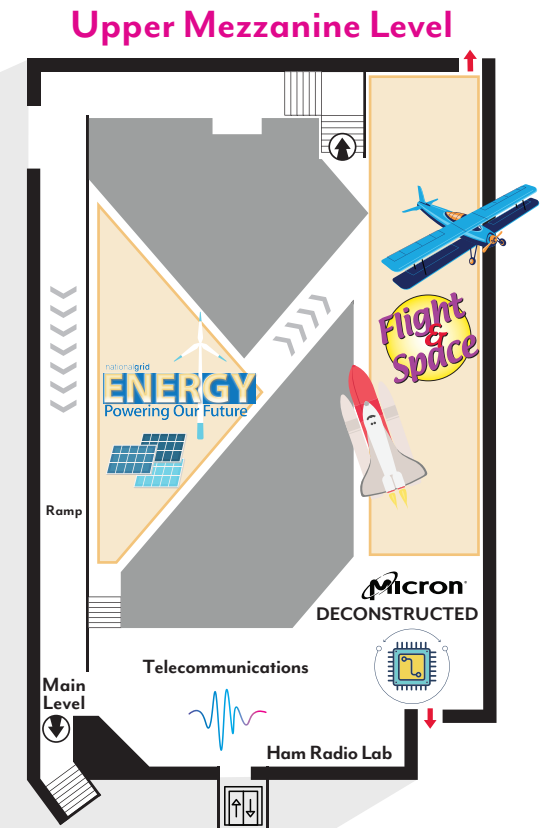 Upper Mezzanine Level
Flight
&
Space
nationalgrid
ENERGY
Powering Our Future
Ramp
Micron
DECONSTRUCTED
Telecommunications
Main
Level
Ham Radio Lab